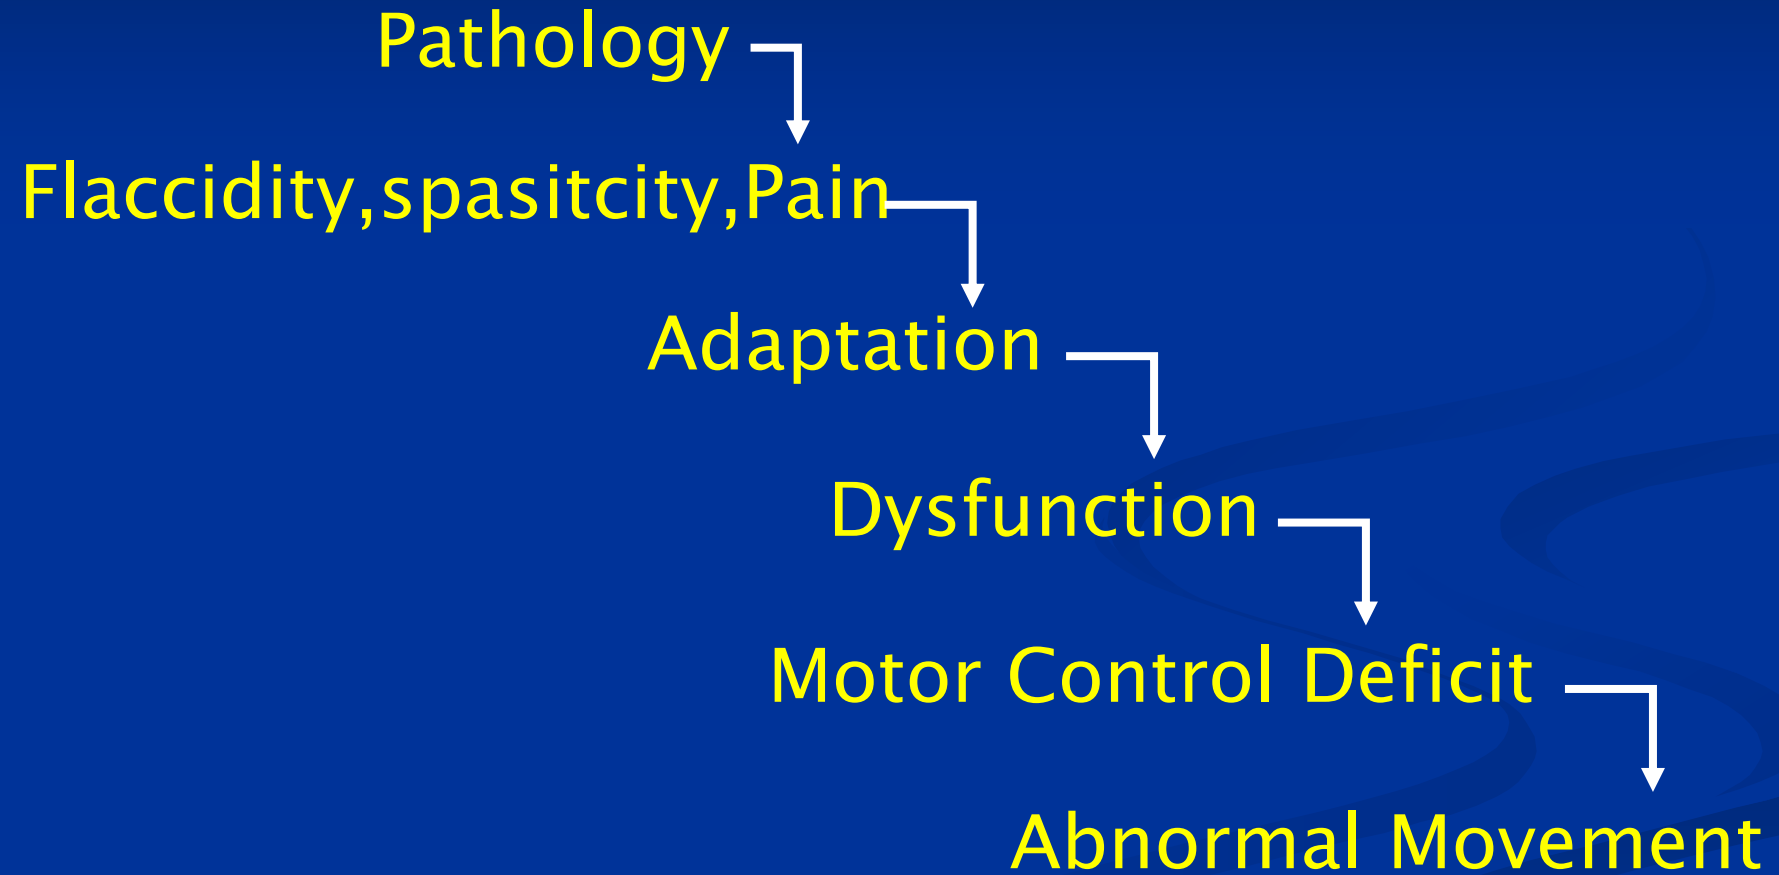 Pathology
Flaccidity,spasitcity,Pain
Adaptation
Dysfunction
Motor Control Deficit
Abnormal Movement